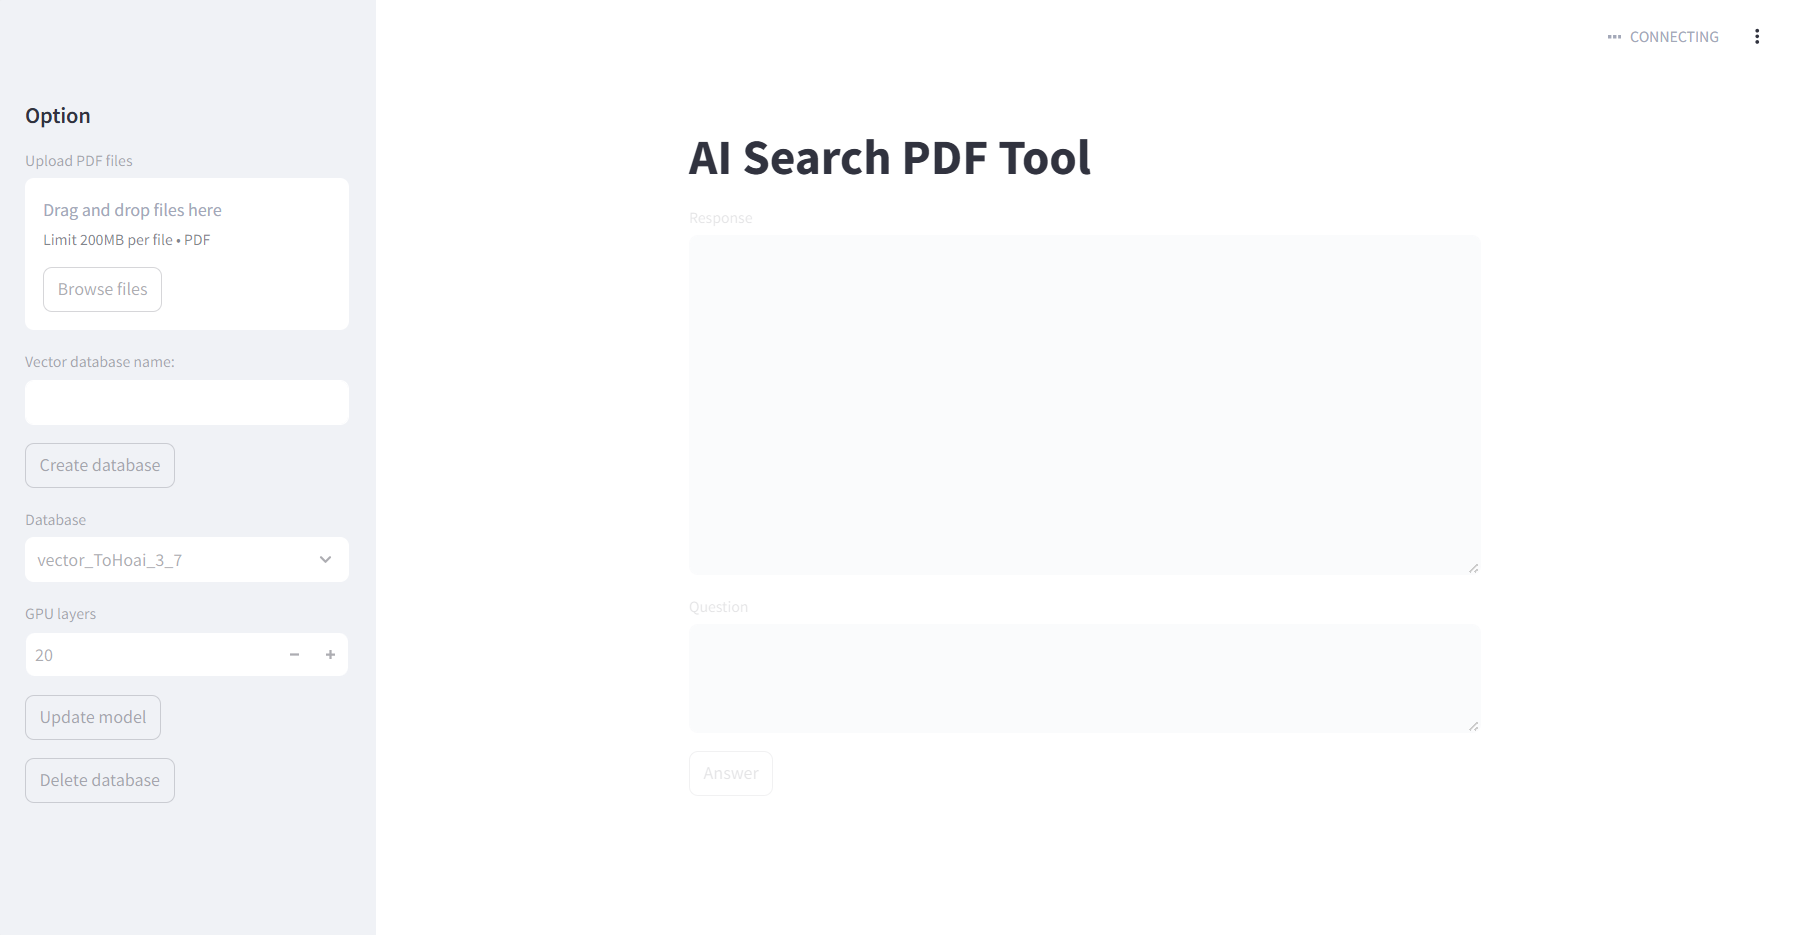 CONNECTING
Option
Upload PDF files
Drag and drop files here
Limit 200MB per file • PDF
Browse files
Vector database name:
Create database
Database
vector_ToHoai_3_7
GPU layers
20
Update model
Delete database
AI Search PDF Tool
Response
Question
Answer